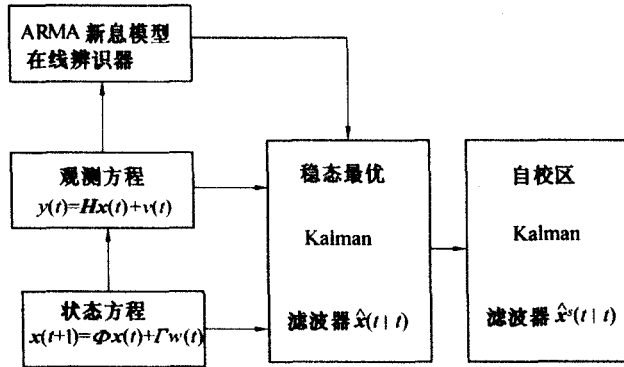 ARMA 新息模型
在线辨识器
观测方程
y(t)=Hx(t)+v(t)
状态方程
x(t+1)=Φx(t)+Γw(t)
稳态最优
Kalman
滤波器 x̂(t | t)
自校区
Kalman
滤波器 x̂ˢ(t | t)